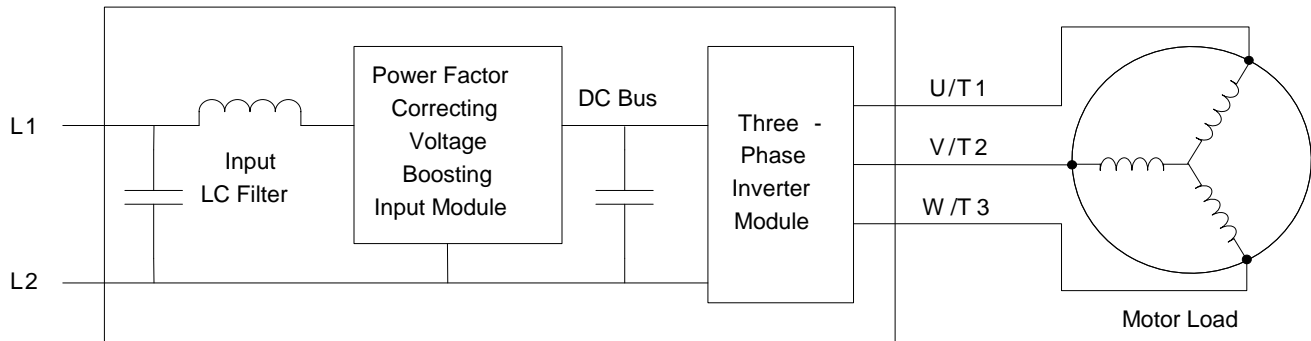 L1
L2
Input
LC Filter
Power Factor
Correcting
Voltage
Boosting
Input Module
DC Bus
Three -
Phase
Inverter
Module
U/T1
V/T2
W/T3
Motor Load